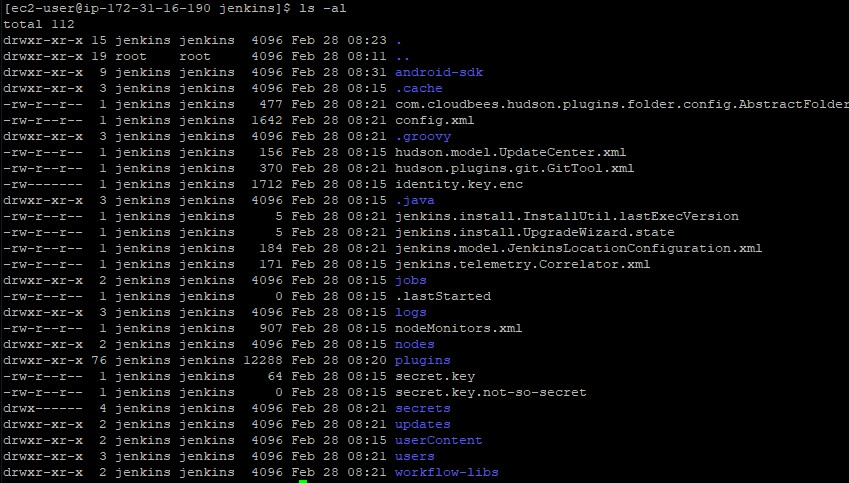 [ec2-user@ip-172-31-16-190 jenkins]$ ls -al
total 112
drwxr-xr-x 15 jenkins jenkins  4096 Feb 28 08:23 .
drwxr-xr-x 19 root    root     4096 Feb 28 08:11 ..
drwxr-xr-x  9 jenkins jenkins  4096 Feb 28 08:31 android-sdk
drwxr-xr-x  3 jenkins jenkins  4096 Feb 28 08:15 .cache
-rw-r--r--  1 jenkins jenkins   477 Feb 28 08:21 com.cloudbees.hudson.plugins.folder.config.AbstractFolder
-rw-r--r--  1 jenkins jenkins  1642 Feb 28 08:21 config.xml
drwxr-xr-x  3 jenkins jenkins  4096 Feb 28 08:21 .groovy
-rw-r--r--  1 jenkins jenkins   156 Feb 28 08:15 hudson.model.UpdateCenter.xml
-rw-r--r--  1 jenkins jenkins   370 Feb 28 08:21 hudson.plugins.git.GitTool.xml
-rw-------  1 jenkins jenkins  1712 Feb 28 08:15 identity.key.enc
drwxr-xr-x  3 jenkins jenkins  4096 Feb 28 08:15 .java
-rw-r--r--  1 jenkins jenkins     5 Feb 28 08:21 jenkins.install.InstallUtil.lastExecVersion
-rw-r--r--  1 jenkins jenkins     5 Feb 28 08:21 jenkins.install.UpgradeWizard.state
-rw-r--r--  1 jenkins jenkins   184 Feb 28 08:21 jenkins.model.JenkinsLocationConfiguration.xml
-rw-r--r--  1 jenkins jenkins   171 Feb 28 08:15 jenkins.telemetry.Correlator.xml
drwxr-xr-x  2 jenkins jenkins  4096 Feb 28 08:15 jobs
-rw-r--r--  1 jenkins jenkins     0 Feb 28 08:15 .lastStarted
drwxr-xr-x  3 jenkins jenkins  4096 Feb 28 08:15 logs
-rw-r--r--  1 jenkins jenkins   907 Feb 28 08:15 nodeMonitors.xml
drwxr-xr-x  2 jenkins jenkins  4096 Feb 28 08:15 nodes
drwxr-xr-x 76 jenkins jenkins 12288 Feb 28 08:20 plugins
-rw-r--r--  1 jenkins jenkins    64 Feb 28 08:15 secret.key
-rw-r--r--  1 jenkins jenkins     0 Feb 28 08:15 secret.key.not-so-secret
drwx------  4 jenkins jenkins  4096 Feb 28 08:21 secrets
drwxr-xr-x  2 jenkins jenkins  4096 Feb 28 08:21 updates
drwxr-xr-x  2 jenkins jenkins  4096 Feb 28 08:15 userContent
drwxr-xr-x  3 jenkins jenkins  4096 Feb 28 08:21 users
drwxr-xr-x  2 jenkins jenkins  4096 Feb 28 08:21 workflow-libs